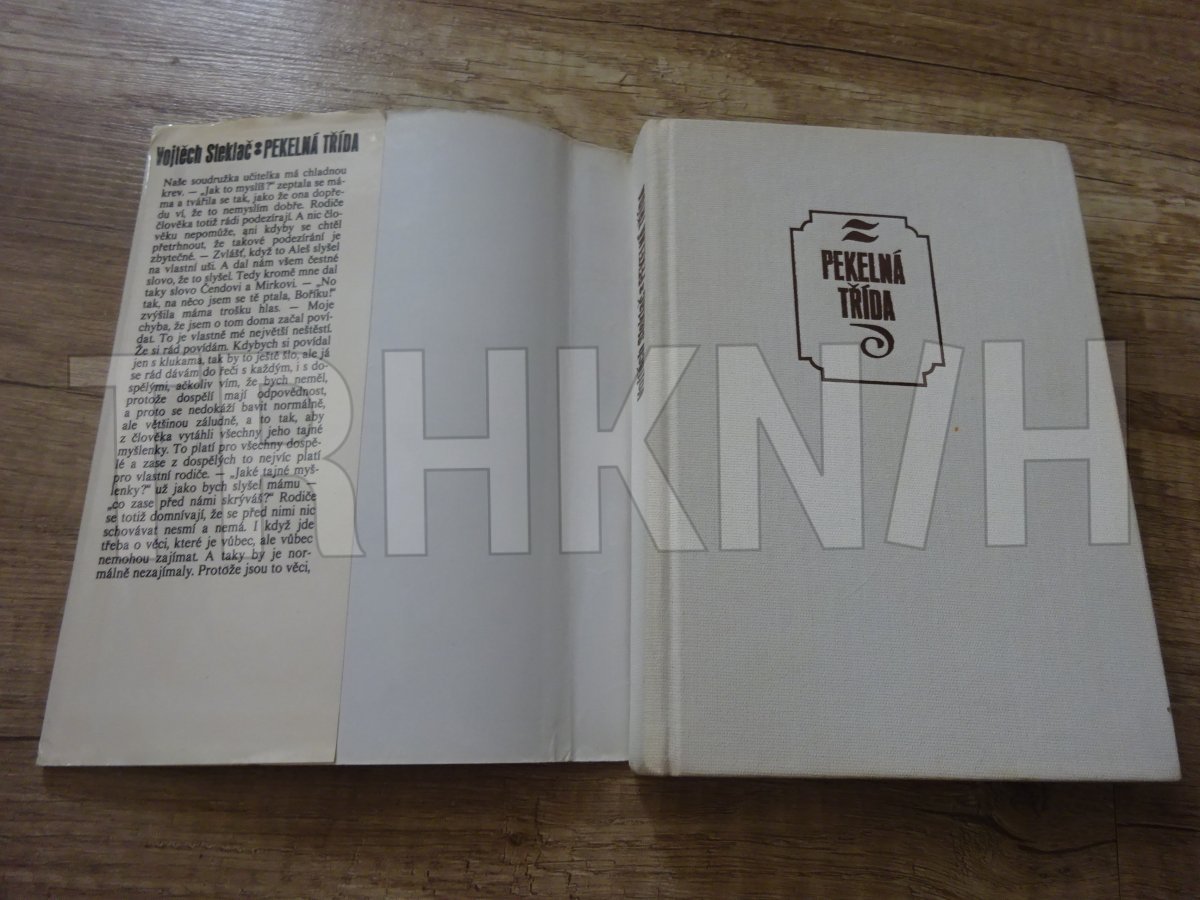 Vojtěch Steklač : PEKELNÁ TŘÍDA
Naše soudružka učitelka má chladnou
krev. — „Jak to myslíš?“ zeptala se má-
ma a tvářila se tak, jako že ona dopře-
du ví, že to nemyslím dobře. Rodiče
člověka totiž rádi podezírají. A nic člo-
věku nepomůže, ani kdyby se chtěl
přetrhnout, že takové podezírání je
zbytečné. — Zvlášť, když to Aleš slyšel
na vlastní uši. A dal nám všem čestné
slovo, že to slyšel. Tedy kromě mne dal
taky slovo Čendovi a Mirkovi. — „No
tak, na něco jsem se tě ptala, Boříku!“
zvýšila máma trošku hlas. — Moje
chyba, že jsem o tom doma začal poví-
dat. To je vlastně mé největší neštěstí.
Že si rád povídám. Kdybych si povídal
jen s klukama, tak by to ještě šlo, ale já
se rád dávám do řeči s každým, i s do-
spělými, ačkoliv vím, že bych neměl,
protože dospělí mají odpovědnost,
a proto se nedokáží bavit normálně,
ale většinou záludně, a to tak, aby
z člověka vytáhli všechny jeho tajné
myšlenky. To platí pro všechny dospě-
lé a zase z dospělých to nejvíc platí
pro vlastní rodiče. — „Jaké tajné myš-
lenky?“ už jako bych slyšel mámu —
„co zase před námi skrýváš?“ Rodiče
se totiž domnívají, že se před nimi nic
schovávat nesmí a nemá. I když jde
třeba o věci, které je vůbec, ale vůbec
nemohou zajímat. A taky by je nor-
málně nezajímaly. Protože jsou to věci,
PEKELNÁ
TŘÍDA
TRHKNIH